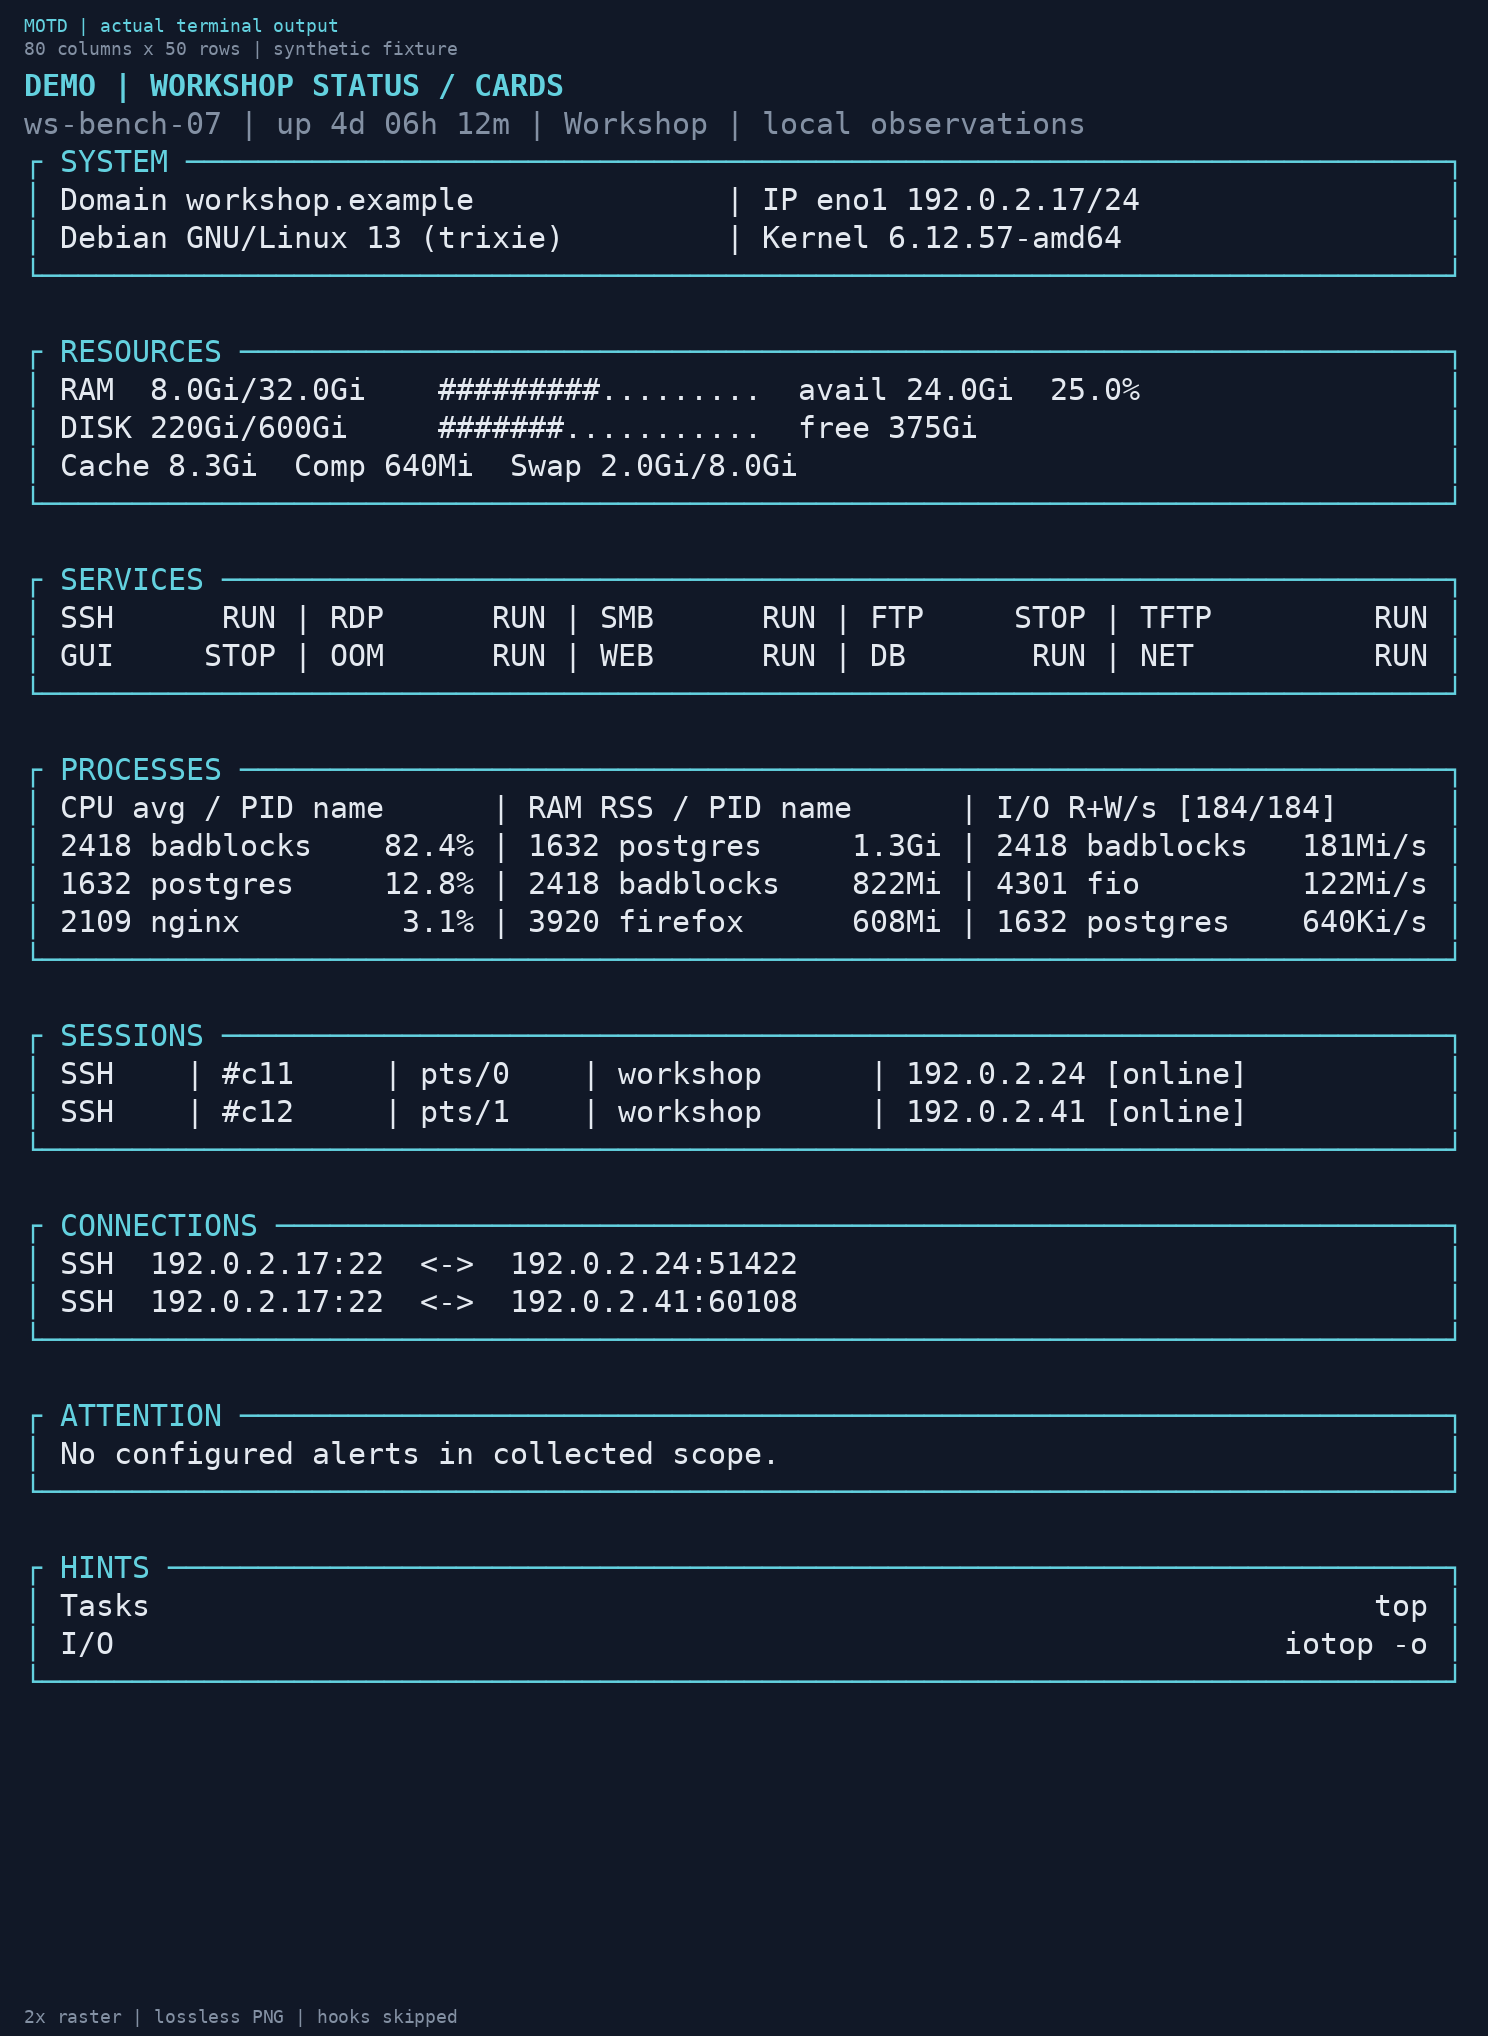 MOTD | actual terminal output
80 columns x 50 rows | synthetic fixture
DEMO | WORKSHOP STATUS / CARDS
ws-bench-07 | up 4d 06h 12m | Workshop | local observations
SYSTEM
Domain workshop.example | IP eno1 192.0.2.17/24
Debian GNU/Linux 13 (trixie) | Kernel 6.12.57-amd64
RESOURCES
RAM 8.0Gi/32.0Gi #########......... avail 24.0Gi 25.0%
DISK 220Gi/600Gi #######........... free 375Gi
Cache 8.3Gi Comp 640Mi Swap 2.0Gi/8.0Gi
SERVICES
SSH RUN | RDP RUN | SMB RUN | FTP STOP | TFTP RUN
GUI STOP | OOM RUN | WEB RUN | DB RUN | NET RUN
PROCESSES
CPU avg / PID name | RAM RSS / PID name | I/O R+W/s [184/184]
2418 badblocks 82.4% | 1632 postgres 1.3Gi | 2418 badblocks 181Mi/s
1632 postgres 12.8% | 2418 badblocks 822Mi | 4301 fio 122Mi/s
2109 nginx 3.1% | 3920 firefox 608Mi | 1632 postgres 640Ki/s
SESSIONS
SSH | #c11 | pts/0 | workshop | 192.0.2.24 [online]
SSH | #c12 | pts/1 | workshop | 192.0.2.41 [online]
CONNECTIONS
SSH 192.0.2.17:22 <-> 192.0.2.24:51422
SSH 192.0.2.17:22 <-> 192.0.2.41:60108
ATTENTION
No configured alerts in collected scope.
HINTS
Tasks top
I/O iotop -o
2x raster | lossless PNG | hooks skipped